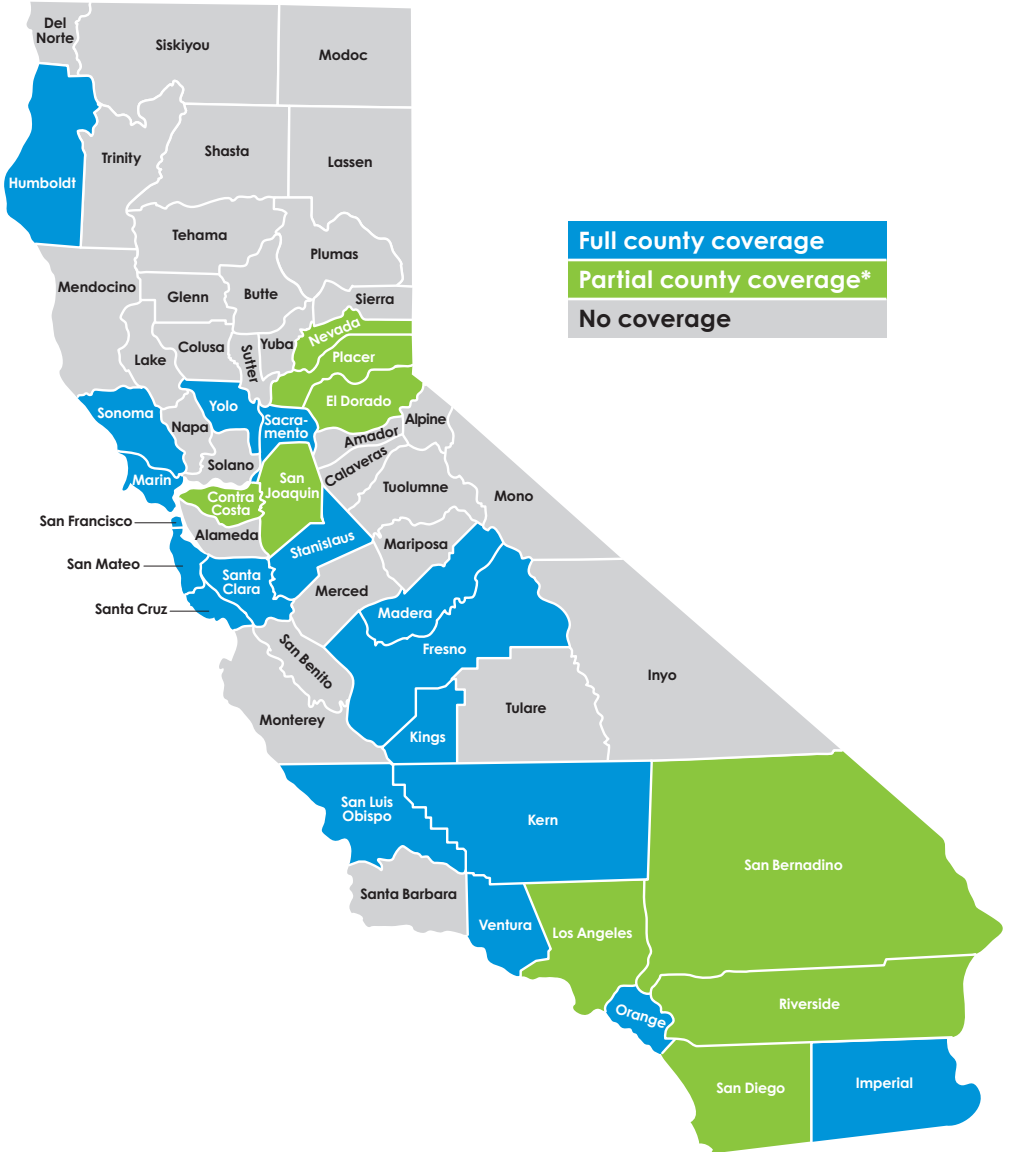 Del
Norte
Siskiyou
Modoc
Humboldt
Trinity
Shasta
Lassen
Tehama
Plumas
Mendocino
Glenn
Butte
Sierra
Full county coverage
Partial county coverage*
No coverage
Lake
Colusa
Sutter
Yuba
Nevada
Placer
El Dorado
Sonoma
Napa
Yolo
Sacra-
mento
Amador
Alpine
Marin
Solano
Calaveras
Tuolumne
Mono
Contra
Costa
San
Joaquin
San Francisco
Alameda
Stanislaus
Mariposa
San Mateo
Santa
Clara
Merced
Santa Cruz
Madera
Fresno
San Benito
Inyo
Monterey
Kings
Tulare
San Luis
Obispo
Kern
San Bernadino
Santa Barbara
Ventura
Los Angeles
Orange
Riverside
San Diego
Imperial